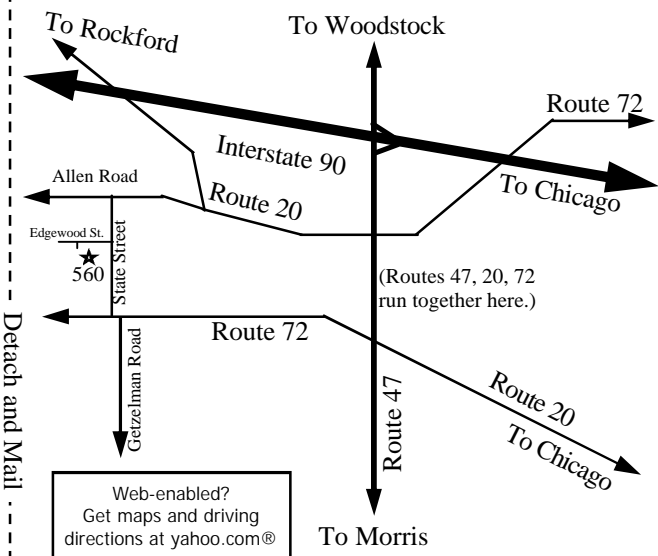 To Rockford
To Woodstock
Route 72
Interstate 90
To Chicago
Allen Road
Route 20
Edgewood St.
560
State Street
(Routes 47, 20, 72
run together here.)
Route 72
Getzelman Road
Route 47
Route 20
To Chicago
Detach and Mail
Web-enabled?
Get maps and driving
directions at yahoo.com®
To Morris